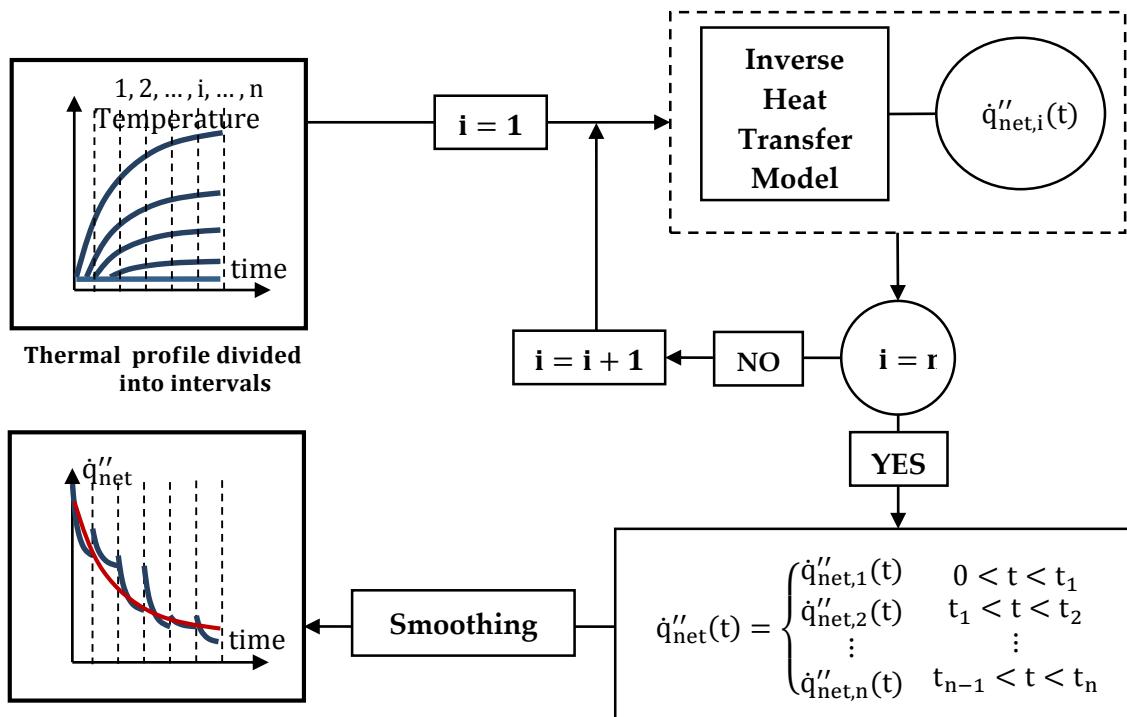 1, 2, … , i, … , n
Temperature
time
Thermal profile divided
into intervals
i = 1
Inverse
Heat
Transfer
Model
q̇″net,i(t)
i = i + 1
NO
i = r
YES
q̇″net
time
Smoothing
q̇″net(t) = { q̇″net,1(t) 0 < t < t1
q̇″net,2(t) t1 < t < t2
⋮ ⋮
q̇″net,n(t) tn−1 < t < tn